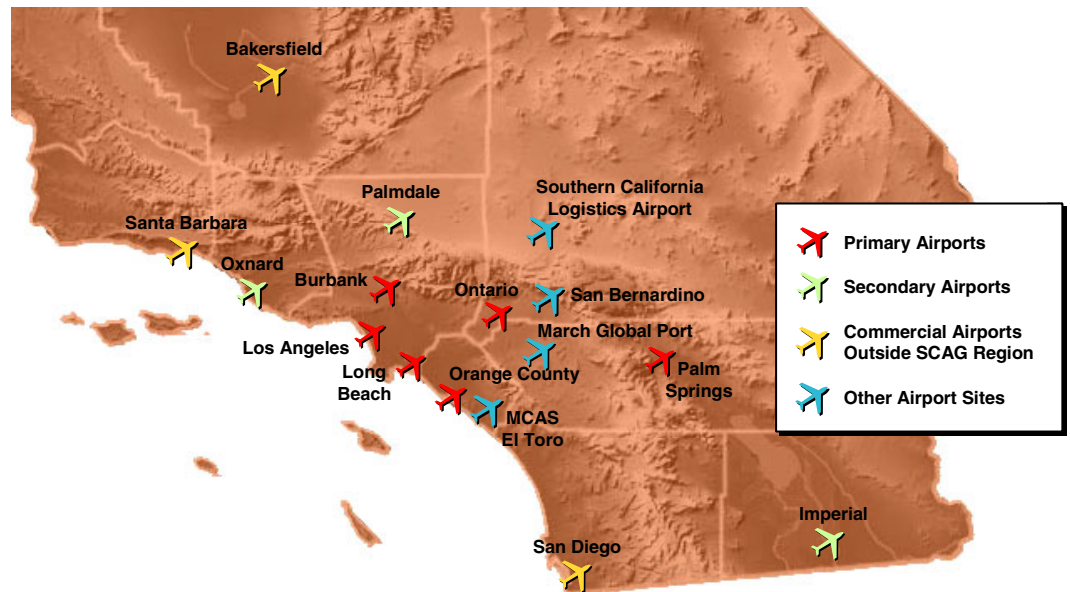 Bakersfield
Palmdale
Southern California
Logistics Airport
Santa Barbara
Oxnard
Burbank
Ontario
San Bernardino
March Global Port
Los Angeles
Long
Beach
Orange County
Palm
Springs
MCAS
El Toro
Imperial
San Diego
Primary Airports
Secondary Airports
Commercial Airports
Outside SCAG Region
Other Airport Sites